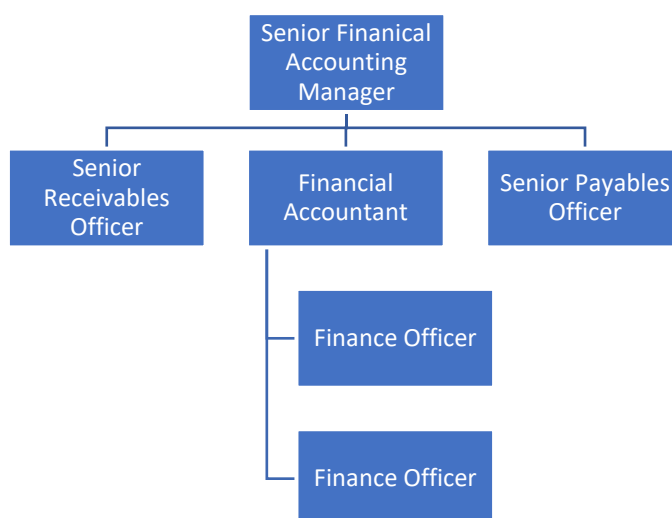 Senior Finanical
Accounting
Manager
Senior
Receivables
Officer
Financial
Accountant
Senior Payables
Officer
Finance Officer
Finance Officer